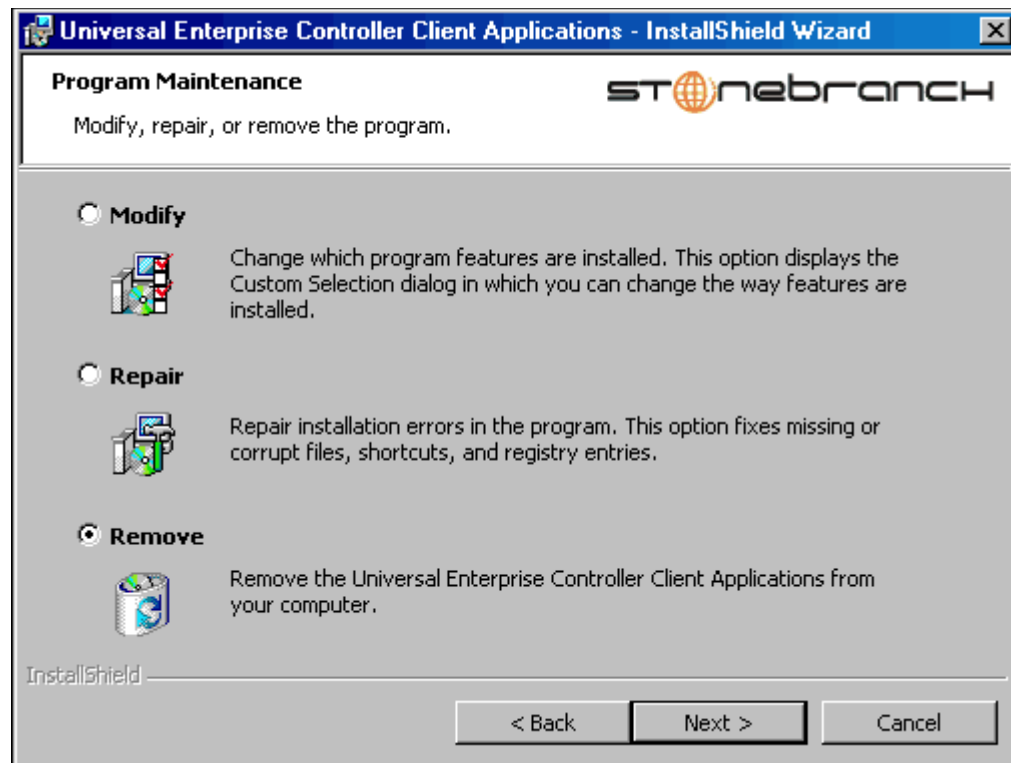 Universal Enterprise Controller Client Applications - InstallShield Wizard
Program Maintenance
STONEBRANCH
Modify, repair, or remove the program.
Modify
Change which program features are installed. This option displays the
Custom Selection dialog in which you can change the way features are
installed.
Repair
Repair installation errors in the program. This option fixes missing or
corrupt files, shortcuts, and registry entries.
Remove
Remove the Universal Enterprise Controller Client Applications from
your computer.
InstallShield
< Back
Next >
Cancel